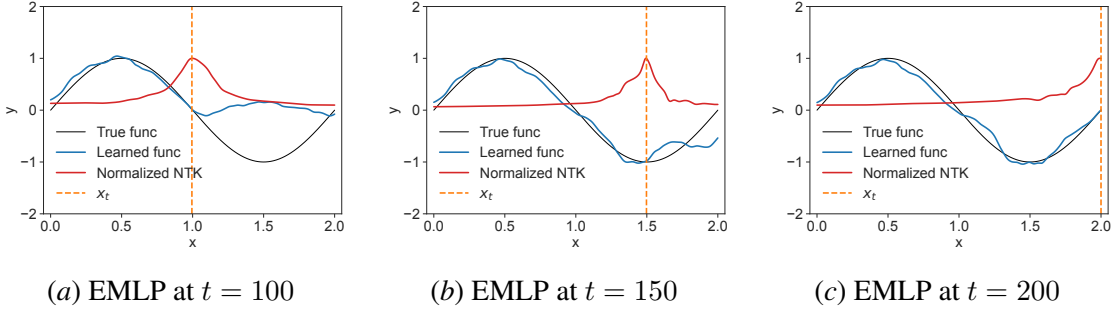 2
1
0
−1
−2
y
True func
Learned func
Normalized NTK
xt
0.0 0.5 1.0 1.5 2.0
x
(a) EMLP at t = 100
2
1
0
−1
−2
y
True func
Learned func
Normalized NTK
xt
0.0 0.5 1.0 1.5 2.0
x
(b) EMLP at t = 150
2
1
0
−1
−2
y
True func
Learned func
Normalized NTK
xt
0.0 0.5 1.0 1.5 2.0
x
(c) EMLP at t = 200